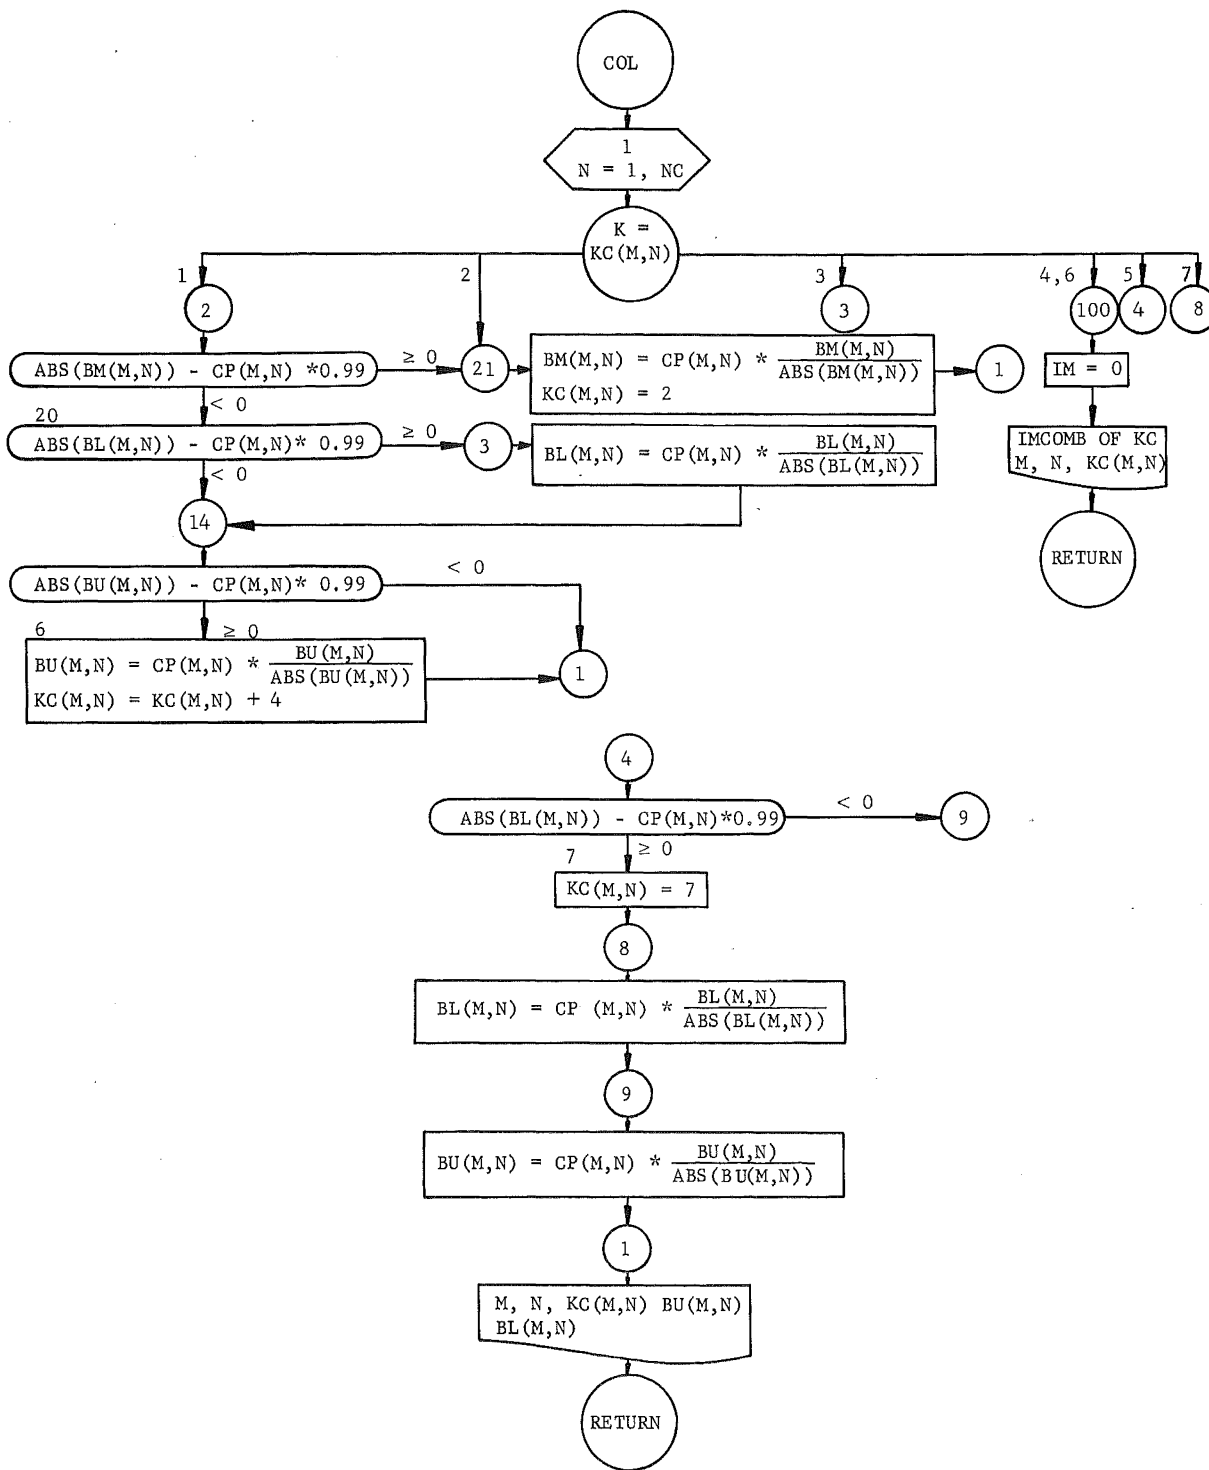 COL
1
N = 1, NC
K =
KC(M,N)
1
2
3
4,6
5
7
2
3
100
4
8
ABS(BM(M,N)) - CP(M,N) *0.99
≥ 0
21
BM(M,N) = CP(M,N) * BM(M,N)
ABS(BM(M,N))
KC(M,N) = 2
1
IM = 0
< 0
20
ABS(BL(M,N)) - CP(M,N)* 0.99
≥ 0
3
BL(M,N) = CP(M,N) * BL(M,N)
ABS(BL(M,N))
IMCOMB OF KC
M, N, KC(M,N)
< 0
14
RETURN
ABS(BU(M,N)) - CP(M,N)* 0.99
< 0
6
≥ 0
BU(M,N) = CP(M,N) * BU(M,N)
ABS(BU(M,N))
KC(M,N) = KC(M,N) + 4
1
4
ABS(BL(M,N)) - CP(M,N)*0.99
< 0
9
7
≥ 0
KC(M,N) = 7
8
BL(M,N) = CP (M,N) * BL(M,N)
ABS(BL(M,N))
9
BU(M,N) = CP(M,N) * BU(M,N)
ABS(BU(M,N))
1
M, N, KC(M,N) BU(M,N)
BL(M,N)
RETURN